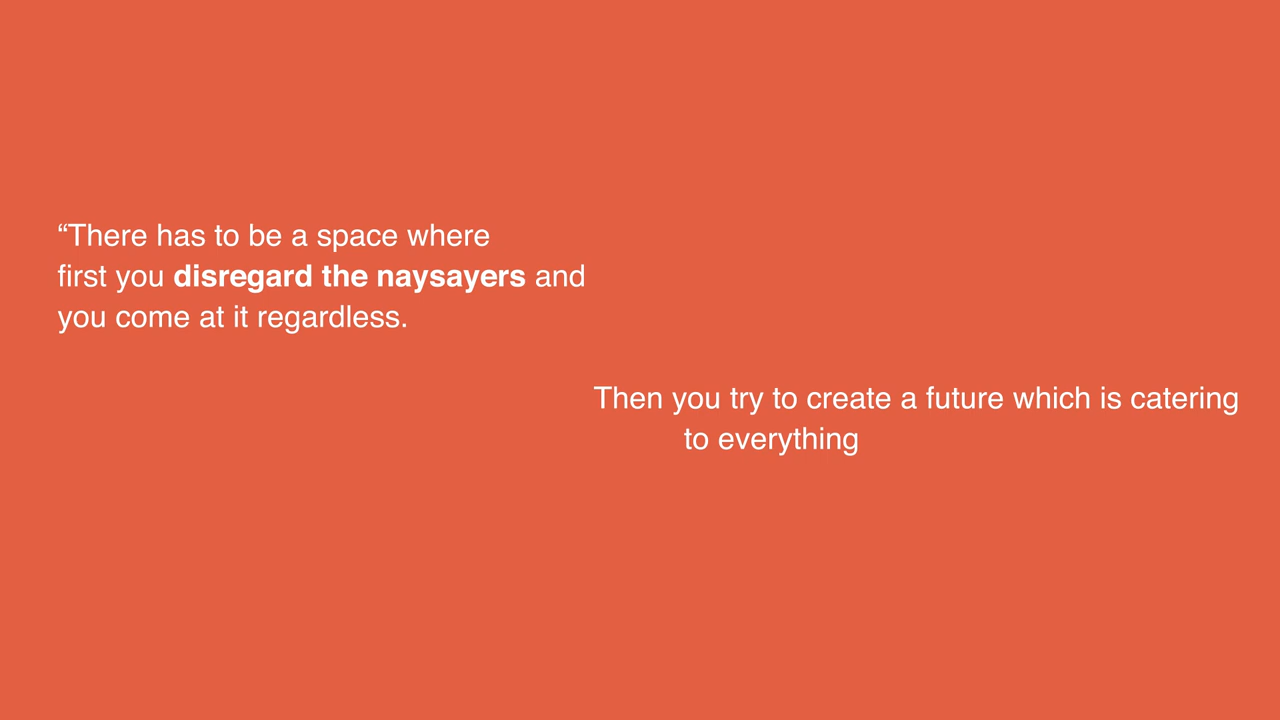 “There has to be a space where
first you disregard the naysayers and
you come at it regardless.
Then you try to create a future which is catering
to everything